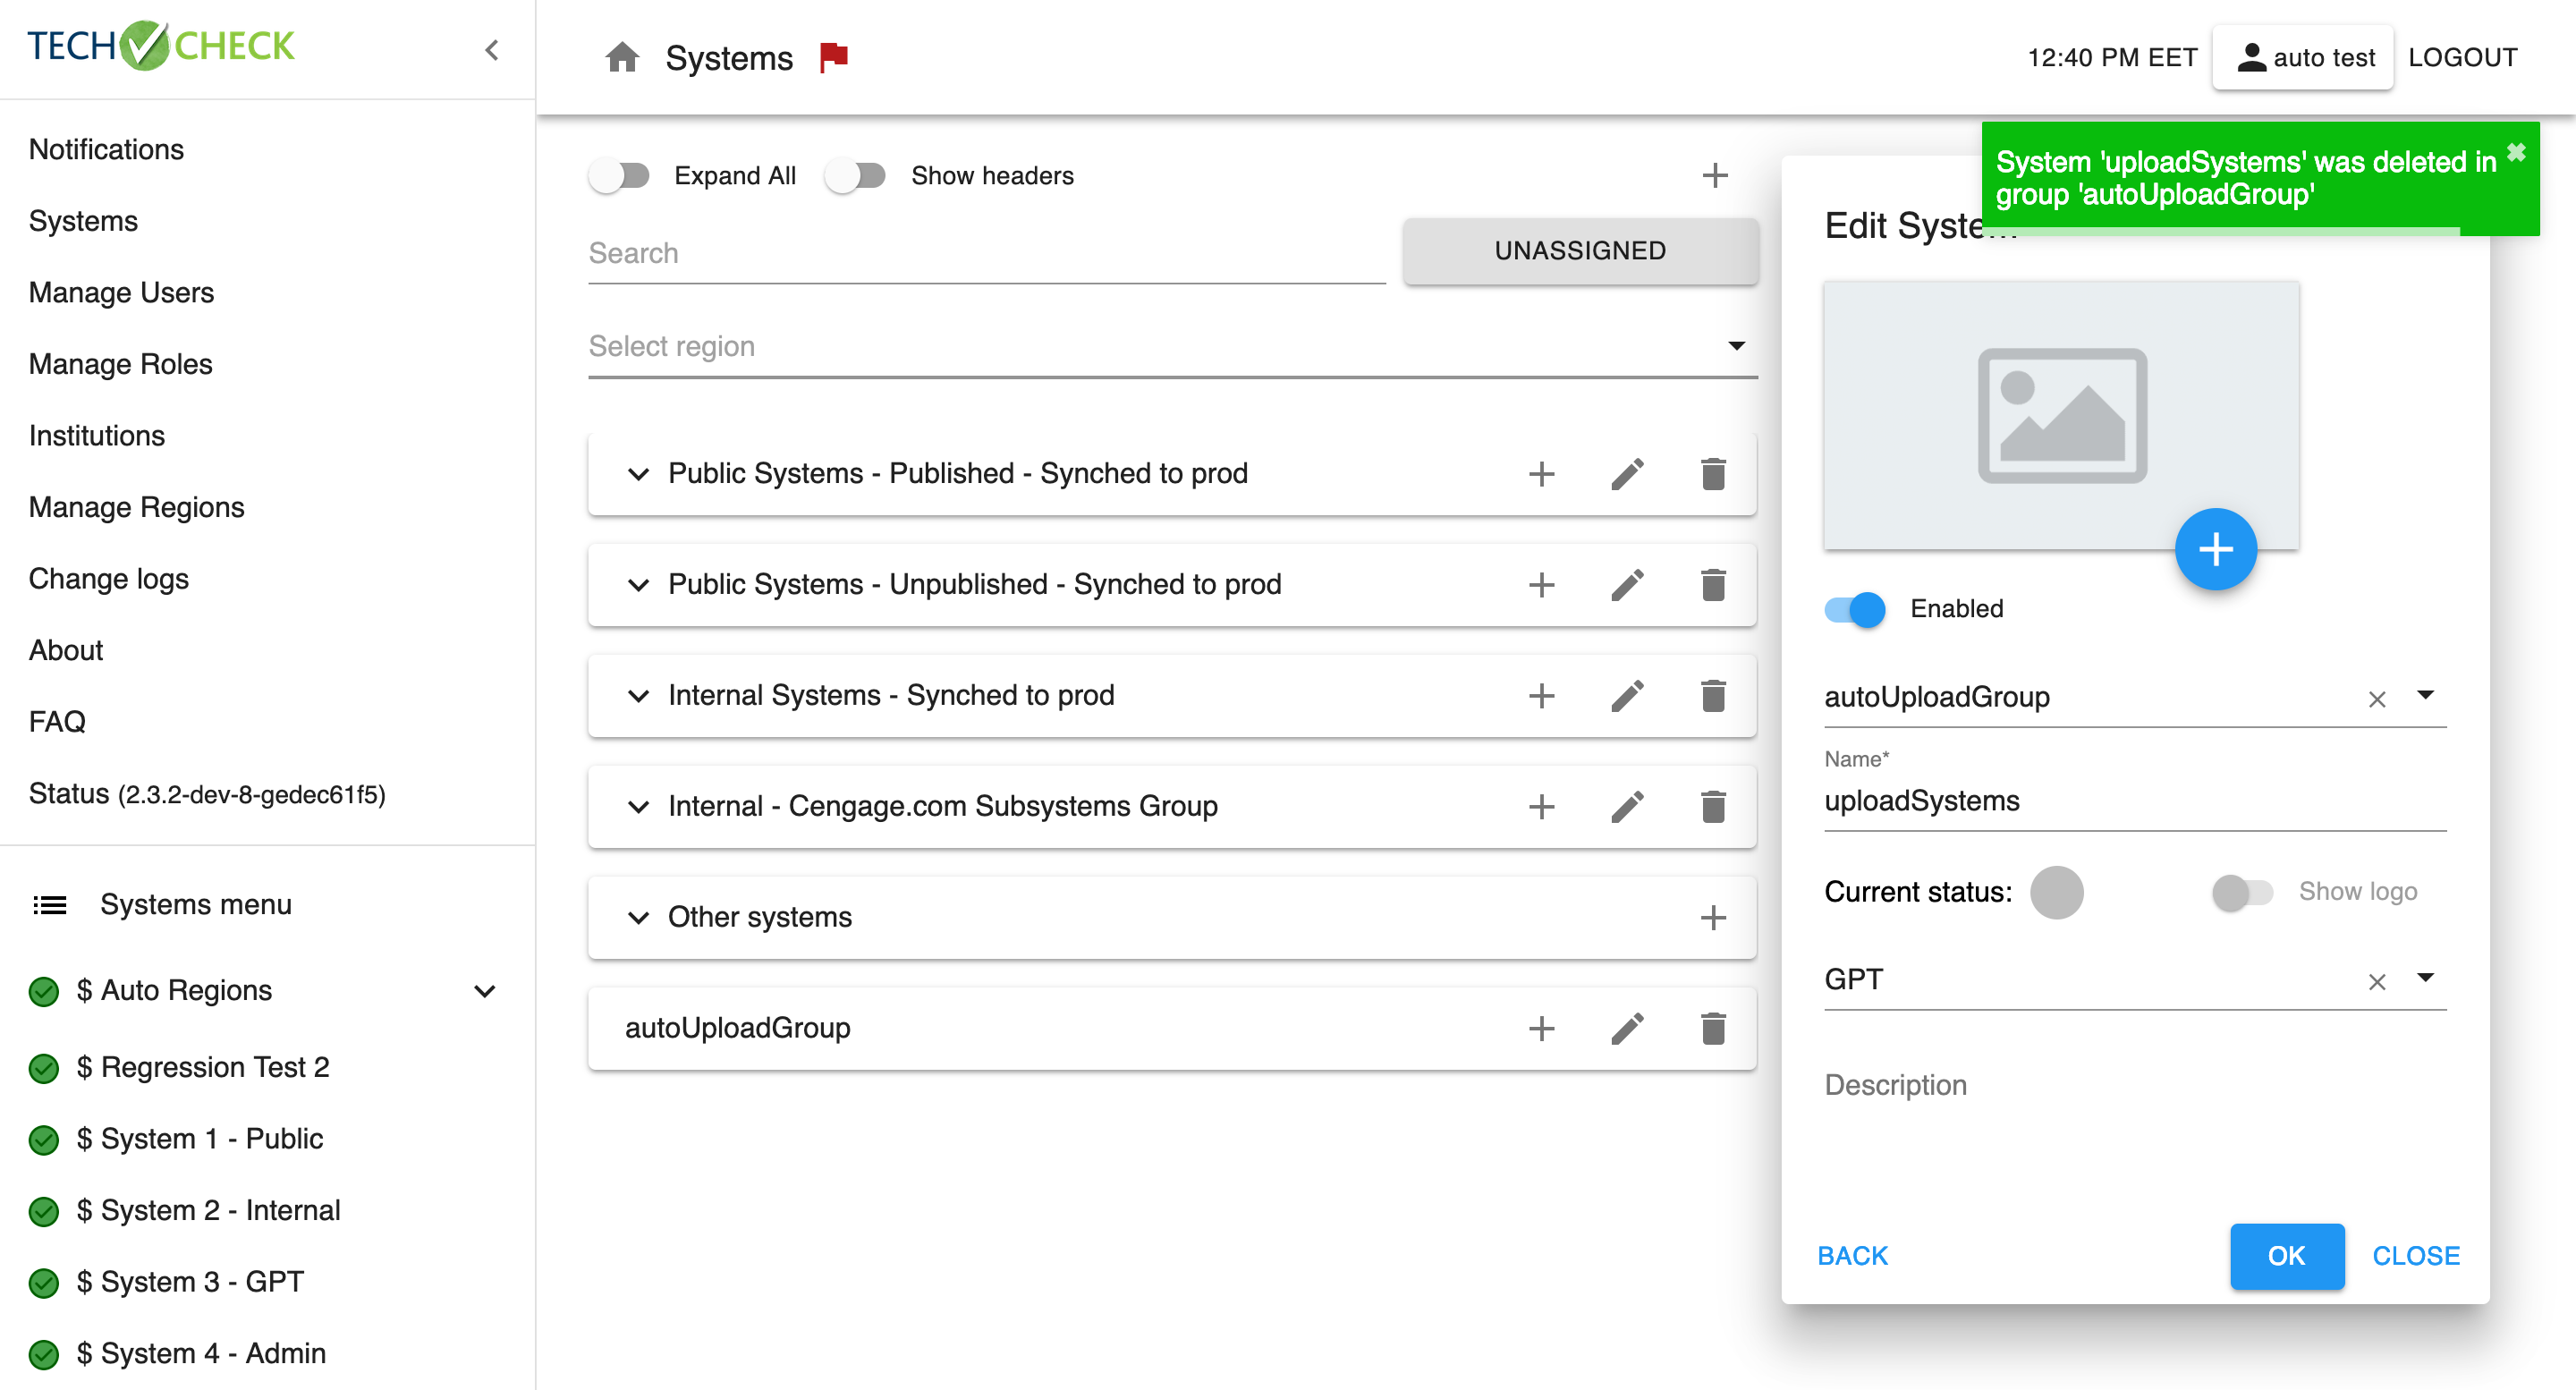 TECH CHECK
Notifications
Systems
Manage Users
Manage Roles
Institutions
Manage Regions
Change logs
About
FAQ
Status (2.3.2-dev-8-gedec61f5)
Systems menu
$ Auto Regions
$ Regression Test 2
$ System 1 - Public
$ System 2 - Internal
$ System 3 - GPT
$ System 4 - Admin
Systems
12:40 PM EET
auto test
LOGOUT
Expand All
Show headers
Search
UNASSIGNED
Select region
Public Systems - Published - Synched to prod
Public Systems - Unpublished - Synched to prod
Internal Systems - Synched to prod
Internal - Cengage.com Subsystems Group
Other systems
autoUploadGroup
System 'uploadSystems' was deleted in
group 'autoUploadGroup'
Edit System
Enabled
autoUploadGroup
Name*
uploadSystems
Current status:
Show logo
GPT
Description
BACK
OK
CLOSE